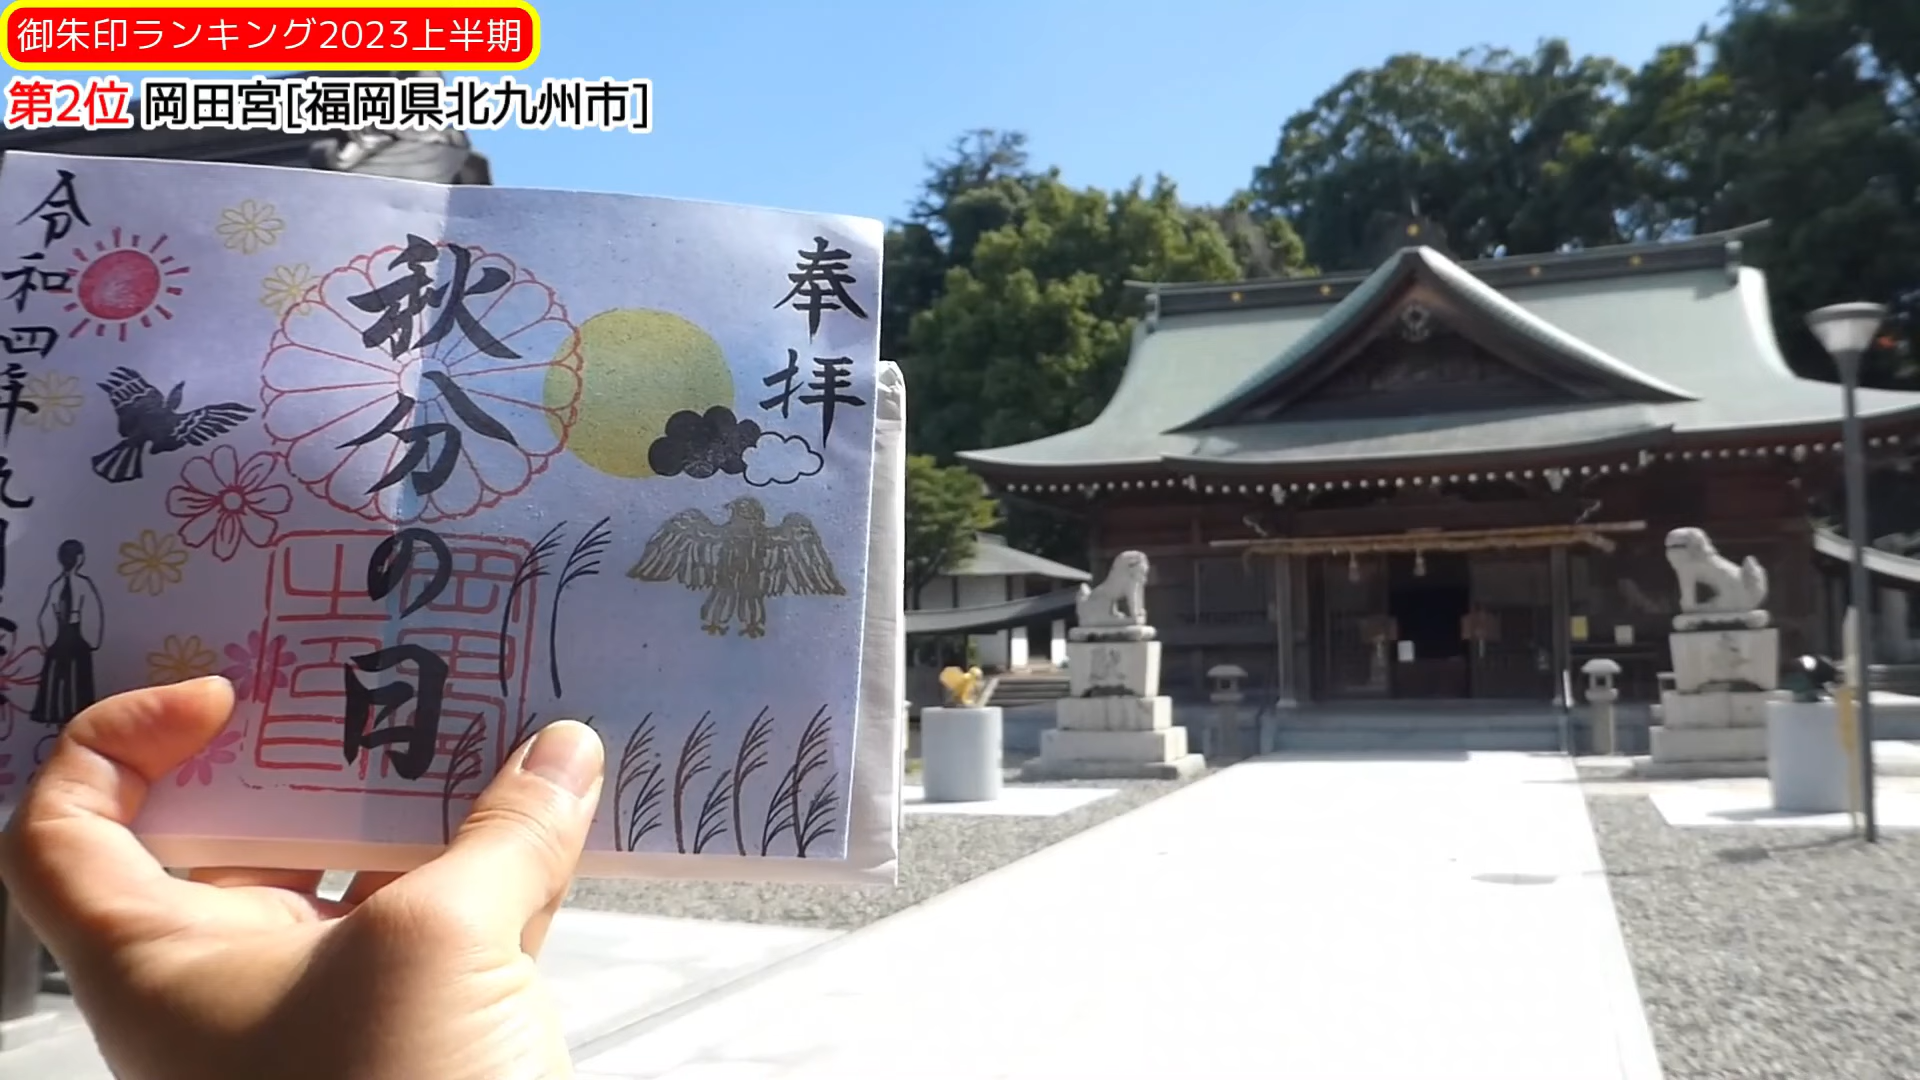 御朱印ランキング2023上半期
第2位 岡田宮[福岡県北九州市]
奉拝
秋分の日
令和四年九月